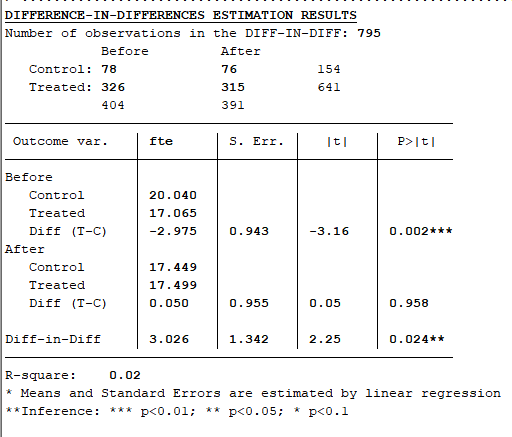 DIFFERENCE-IN-DIFFERENCES ESTIMATION RESULTS
Number of observations in the DIFF-IN-DIFF: 795
Before After
Control: 78 76 154
Treated: 326 315 641
404 391
Outcome var. fte S. Err. |t| P>|t|
Before
Control 20.040
Treated 17.065
Diff (T-C) -2.975 0.943 -3.16 0.002***
After
Control 17.449
Treated 17.499
Diff (T-C) 0.050 0.955 0.05 0.958
Diff-in-Diff 3.026 1.342 2.25 0.024**
R-square: 0.02
* Means and Standard Errors are estimated by linear regression
**Inference: *** p<0.01; ** p<0.05; * p<0.1